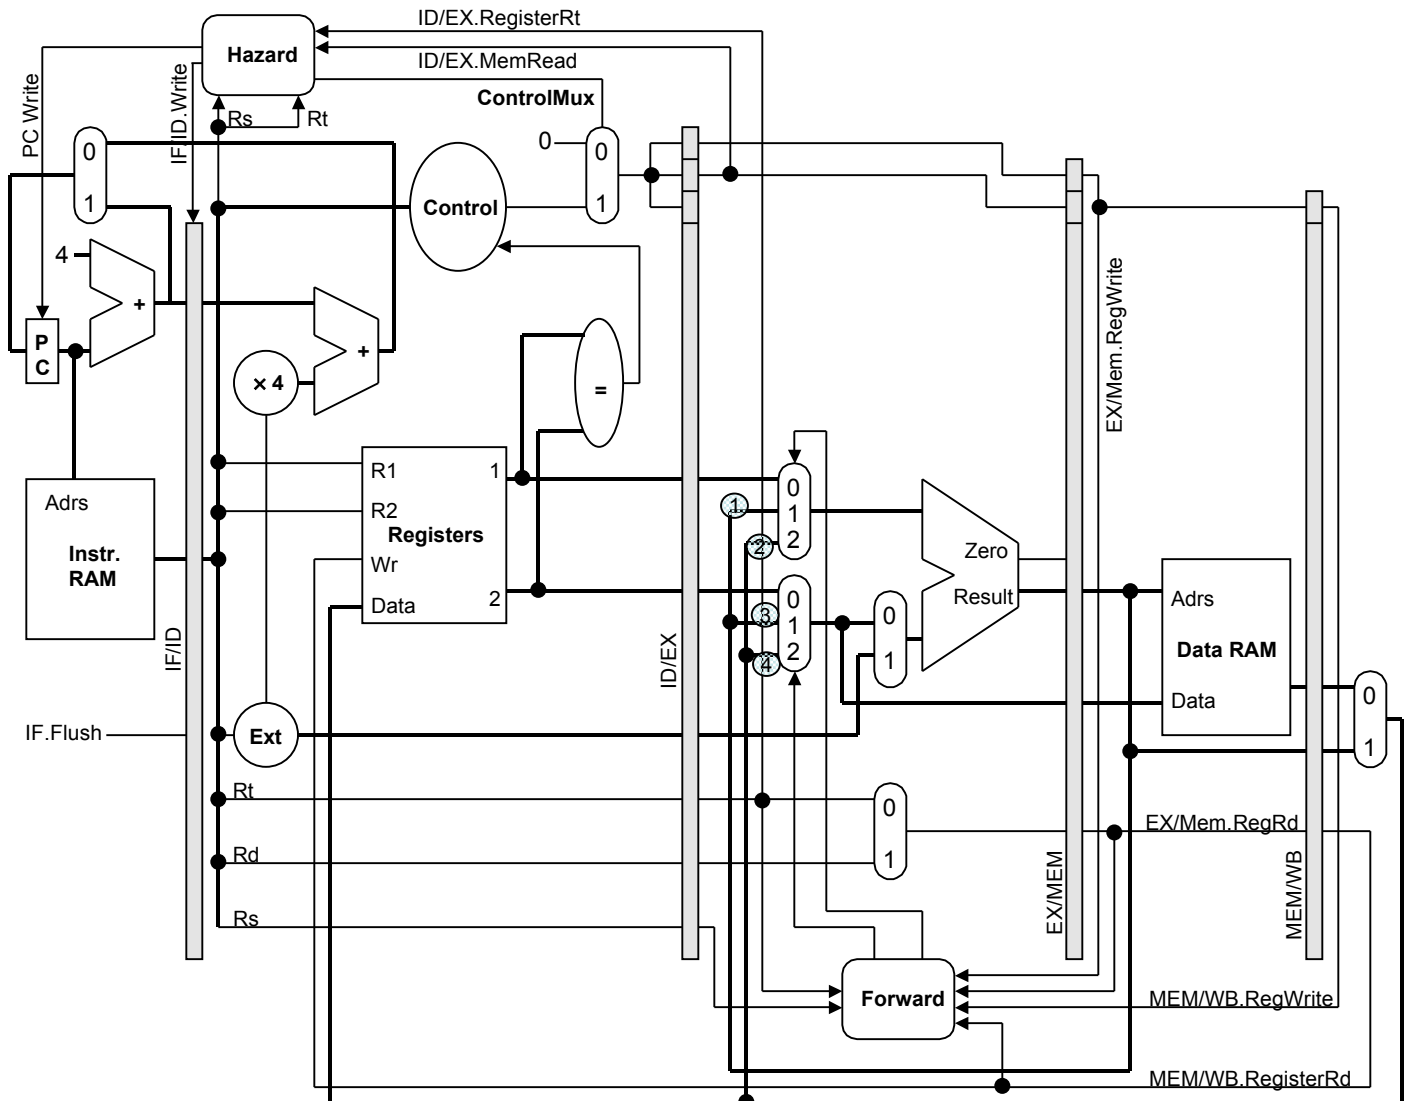 ID/EX.RegisterRt
Hazard
ID/EX.MemRead
PC Write
IF/ID.Write
ControlMux
Rs
Rt
0
0
1
0
1
Control
4
+
P
C
+
× 4
=
EX/Mem.RegWrite
Adrs
Instr.
RAM
R1
R2
Wr
Data
Registers
1
2
0
1
2
1
2
0
1
2
3
4
0
1
Zero
Result
Adrs
Data RAM
Data
0
1
IF/ID
ID/EX
IF.Flush
Ext
Rt
Rd
Rs
0
1
EX/Mem.RegRd
EX/MEM
MEM/WB
Forward
MEM/WB.RegWrite
MEM/WB.RegisterRd